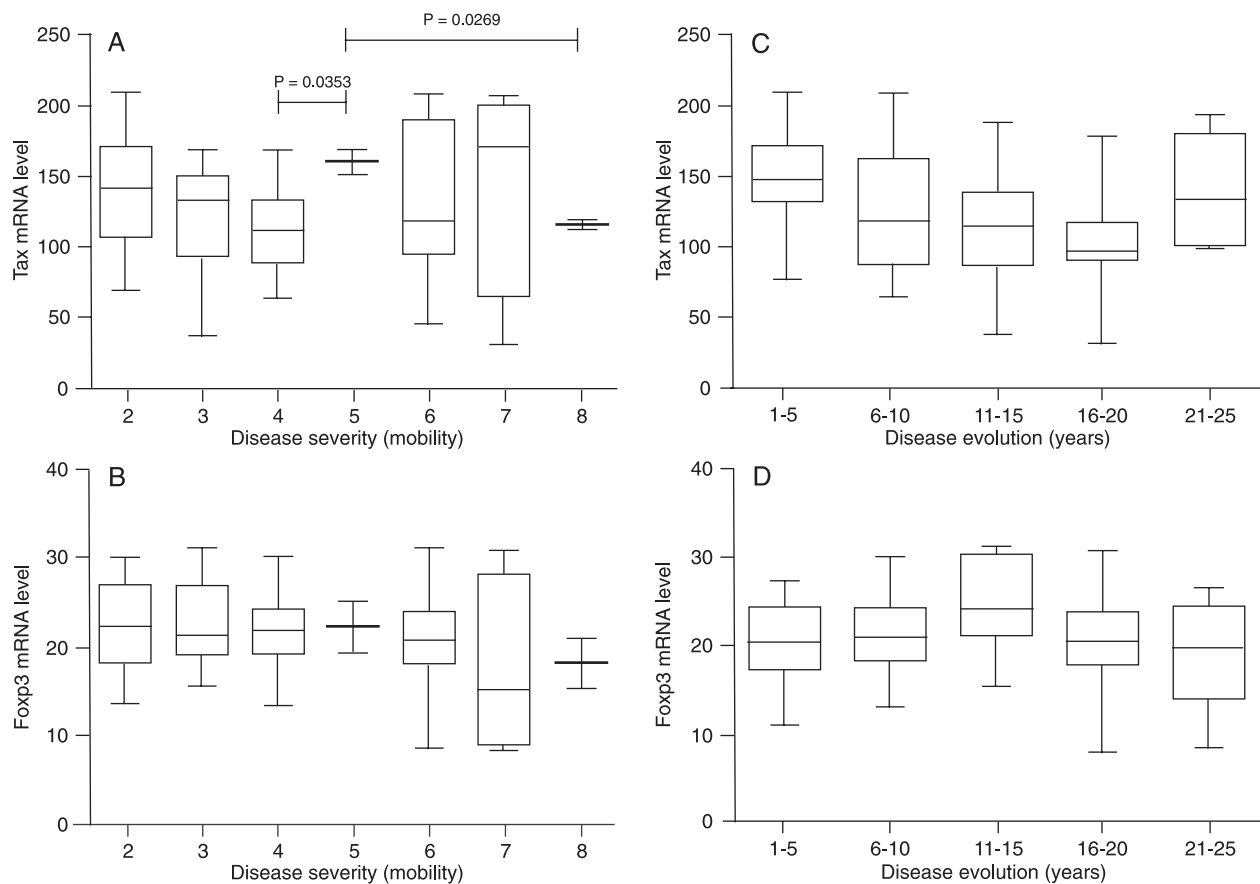 A
P = 0.0269
P = 0.0353
250
200
150
100
50
0
Tax mRNA level
2 3 4 5 6 7 8
Disease severity (mobility)
C
250
200
150
100
50
0
Tax mRNA level
1-5 6-10 11-15 16-20 21-25
Disease evolution (years)
B
40
30
20
10
0
Foxp3 mRNA level
2 3 4 5 6 7 8
Disease severity (mobility)
D
40
30
20
10
0
Foxp3 mRNA level
1-5 6-10 11-15 16-20 21-25
Disease evolution (years)